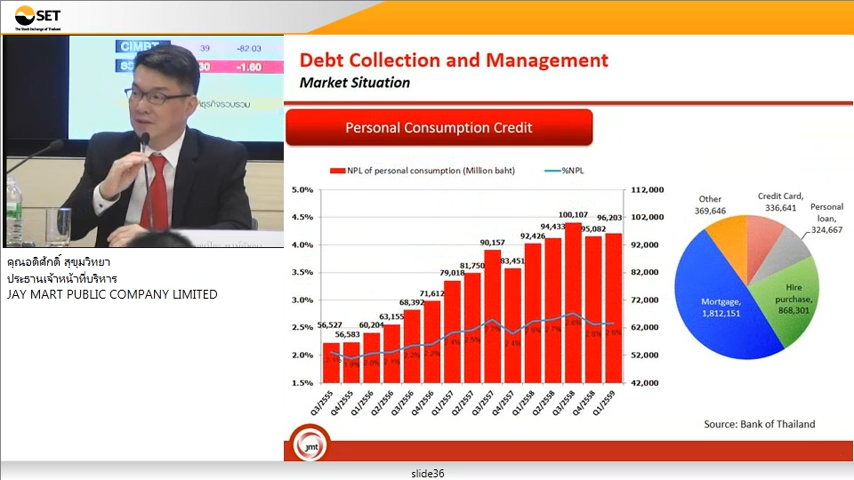 SET
The Stock Exchange of Thailand
CIMBT 39 -82.03
30 -1.60
คุณอดิศักดิ์ สุขุมวิทยา
ประธานเจ้าหน้าที่บริหาร
JAY MART PUBLIC COMPANY LIMITED
Debt Collection and Management
Market Situation
Personal Consumption Credit
NPL of personal consumption (Million baht)
%NPL
5.0%
4.5%
4.0%
3.5%
3.0%
2.5%
2.0%
1.5%
112,000
102,000
92,000
82,000
72,000
62,000
52,000
42,000
56,527
56,583
60,204
63,155
68,392
71,612
79,018
81,750
90,157
83,451
92,426
94,433
100,107
95,082
96,203
Q3/2555
Q4/2555
Q1/2556
Q2/2556
Q3/2556
Q4/2556
Q1/2557
Q2/2557
Q3/2557
Q4/2557
Q1/2558
Q2/2558
Q3/2558
Q4/2558
Q1/2559
Other
369,646
Credit Card,
336,641
Personal
loan,
324,667
Hire
purchase,
868,301
Mortgage,
1,812,151
Source: Bank of Thailand
jmt
slide36